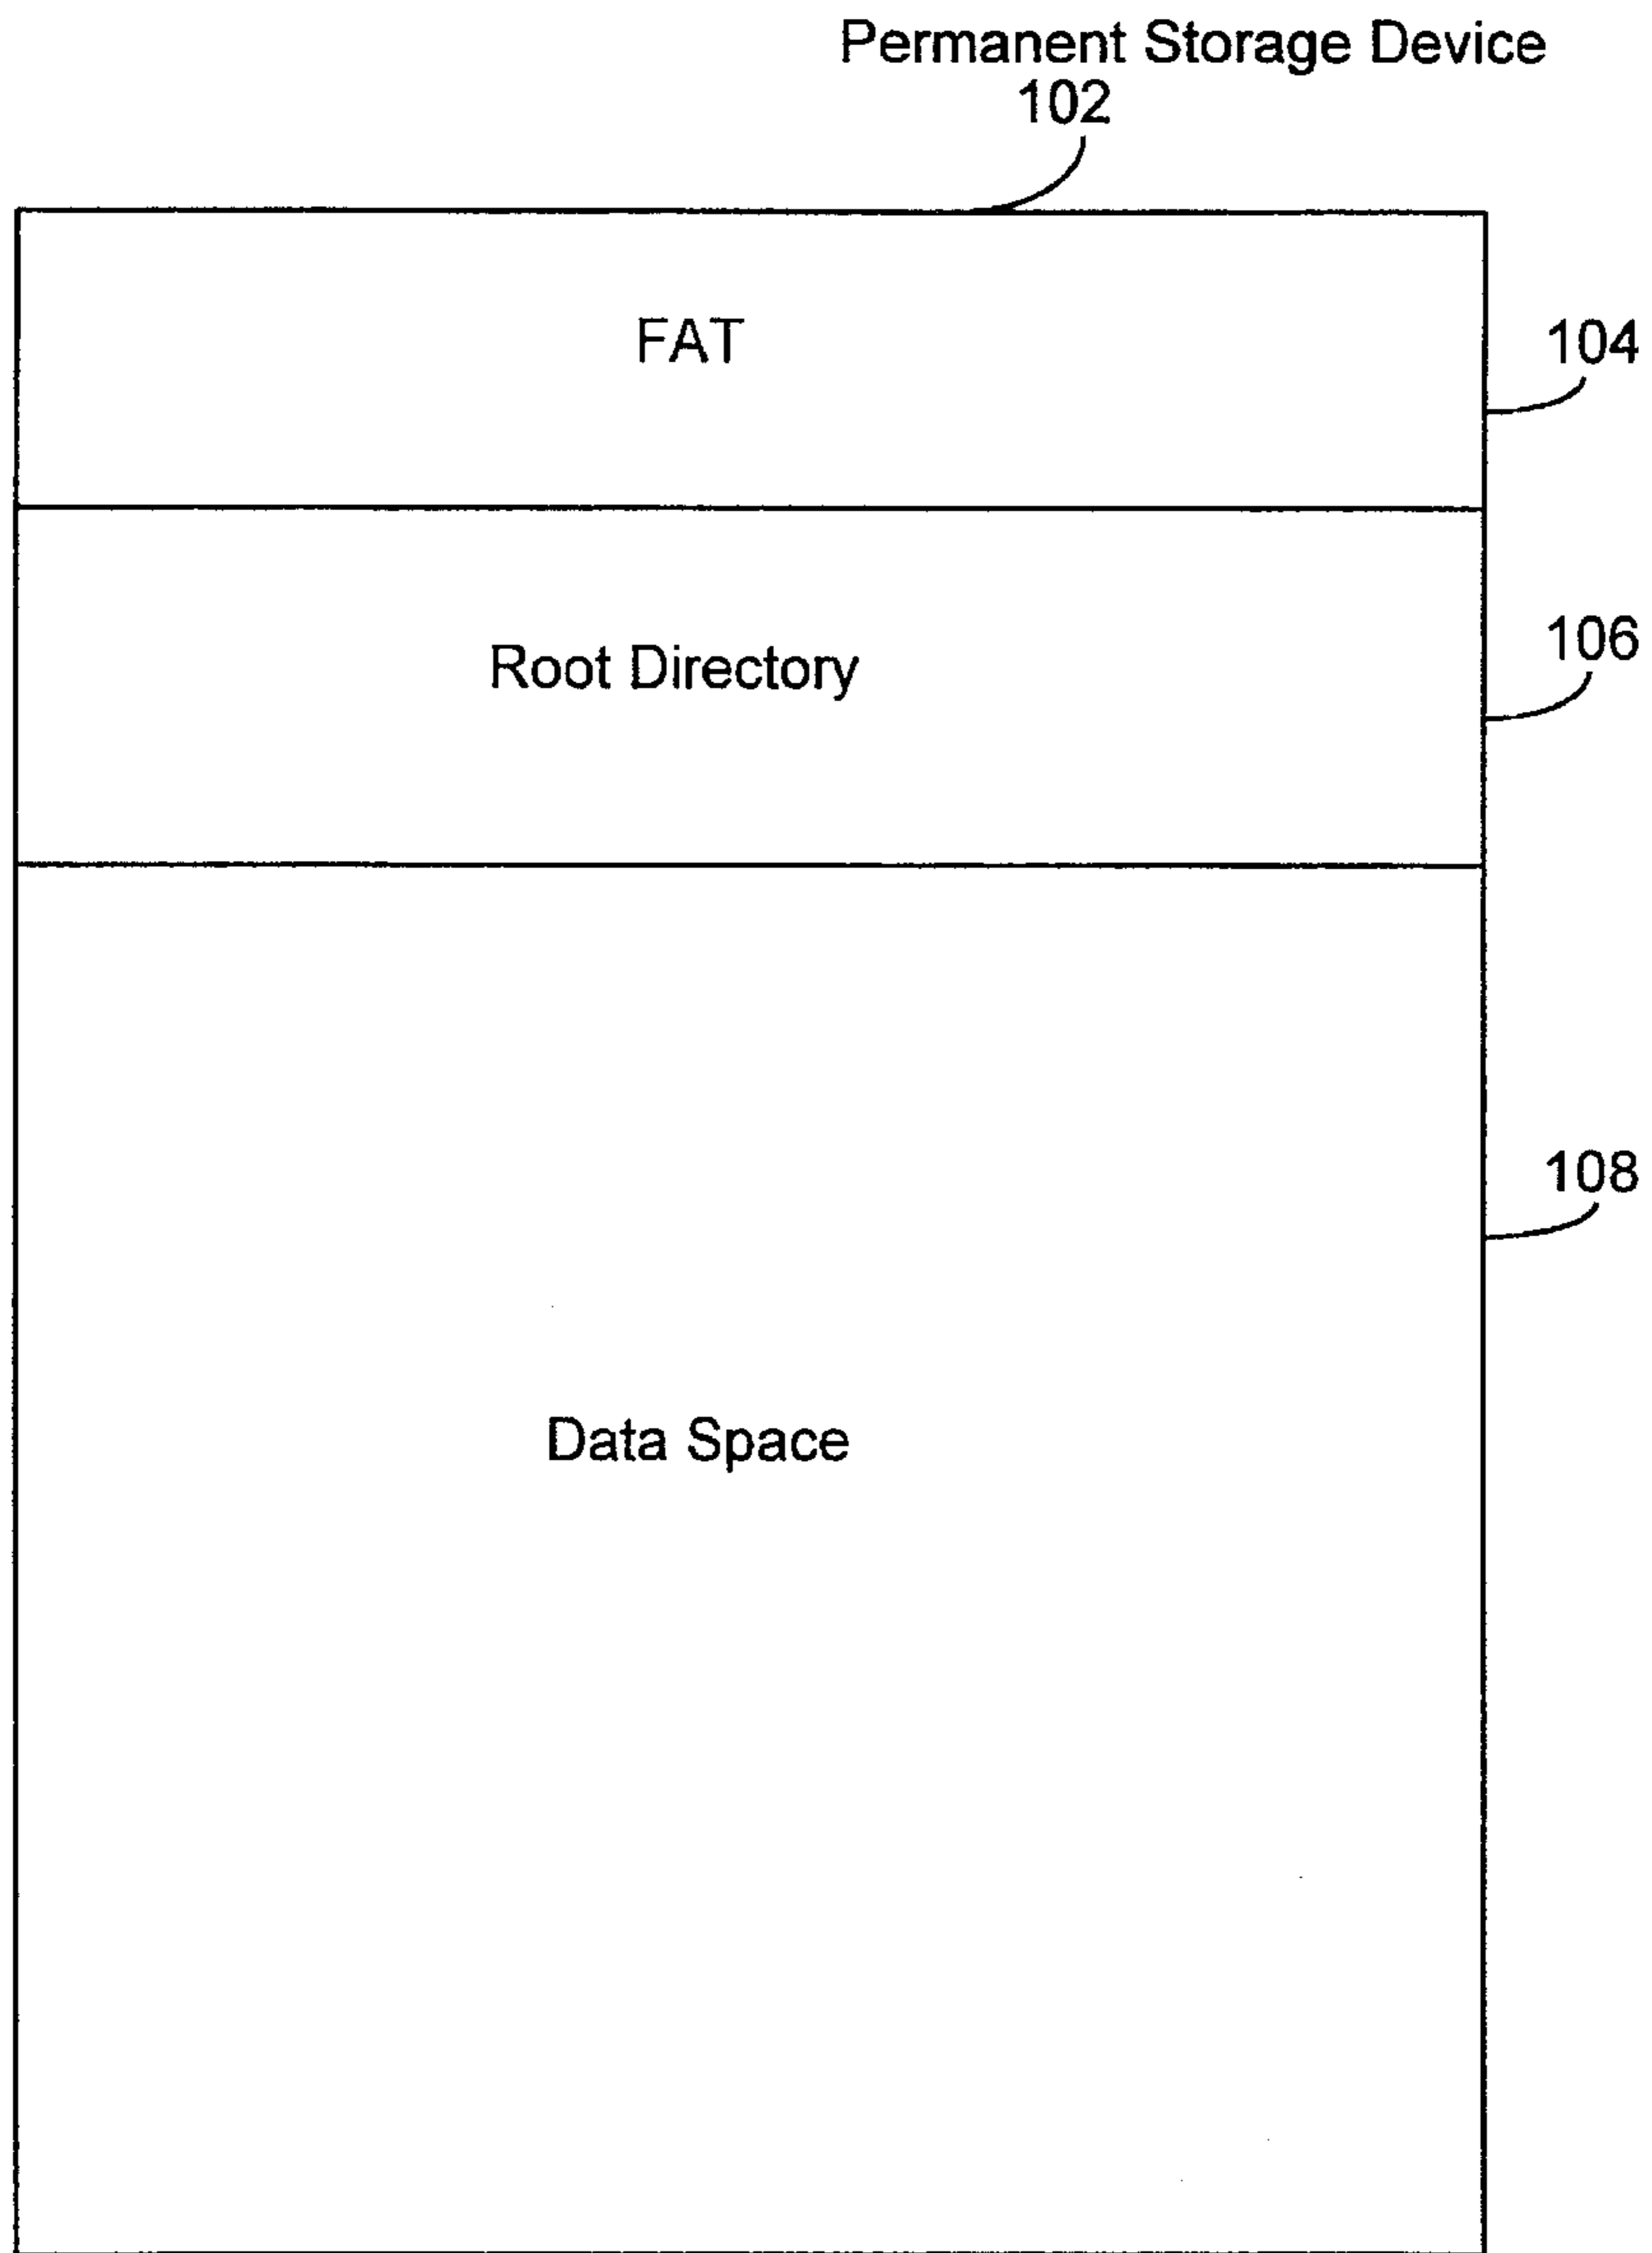 Permanent Storage Device
102
FAT
104
Root Directory
106
108
Data Space